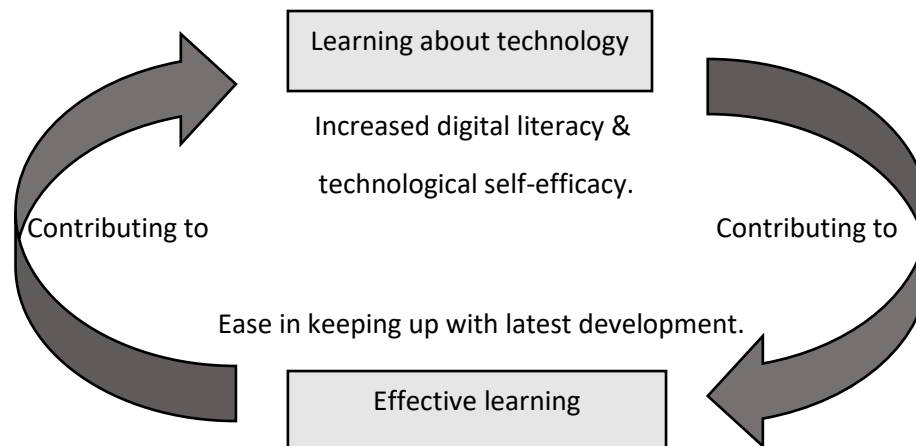 Learning about technology
Increased digital literacy &
technological self-efficacy.
Contributing to
Contributing to
Ease in keeping up with latest development.
Effective learning